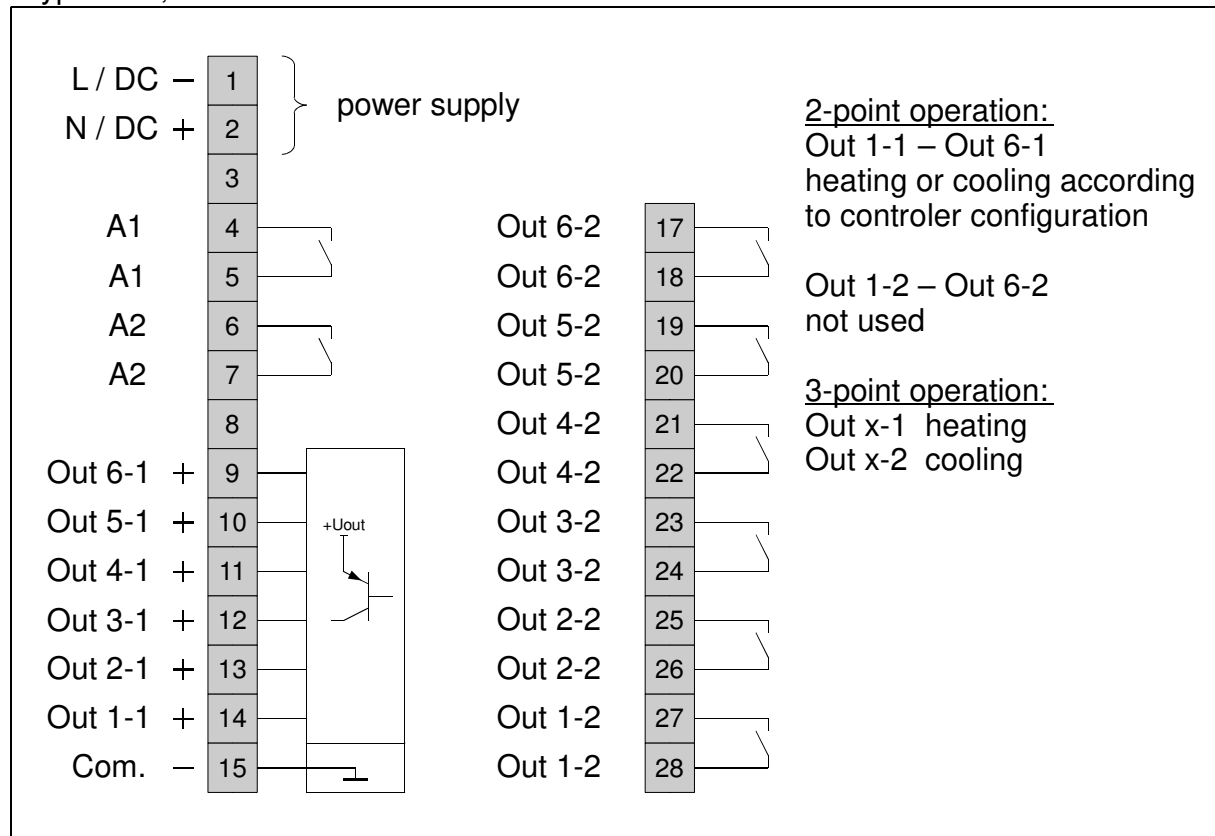 L / DC − 1
N / DC + 2
power supply
3
A1 4
A1 5
A2 6
A2 7
8
Out 6-1 + 9
Out 5-1 + 10
Out 4-1 + 11
Out 3-1 + 12
Out 2-1 + 13
Out 1-1 + 14
Com. − 15
+Uout
Out 6-2 17
Out 6-2 18
Out 5-2 19
Out 5-2 20
Out 4-2 21
Out 4-2 22
Out 3-2 23
Out 3-2 24
Out 2-2 25
Out 2-2 26
Out 1-2 27
Out 1-2 28
2-point operation:
Out 1-1 – Out 6-1
heating or cooling according
to controler configuration
Out 1-2 – Out 6-2
not used
3-point operation:
Out x-1 heating
Out x-2 cooling